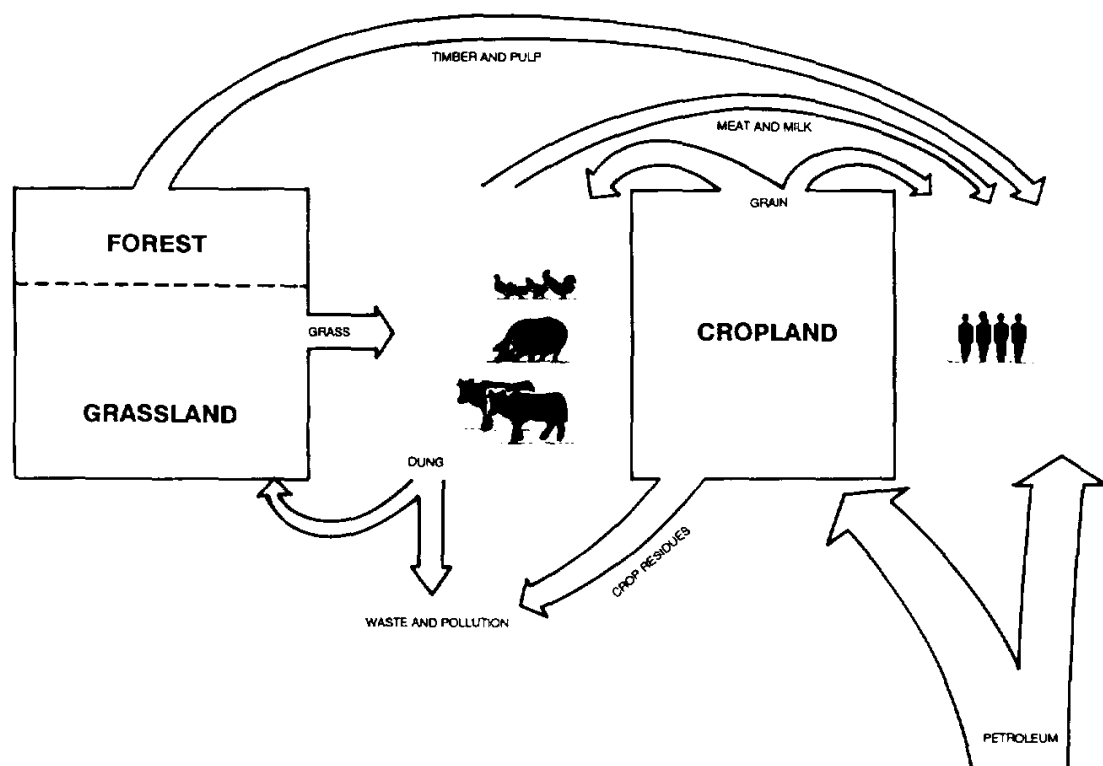 TIMBER AND PULP
MEAT AND MILK
GRAIN
FOREST
GRASS
CROPLAND
GRASSLAND
DUNG
CROP RESIDUES
WASTE AND POLLUTION
PETROLEUM